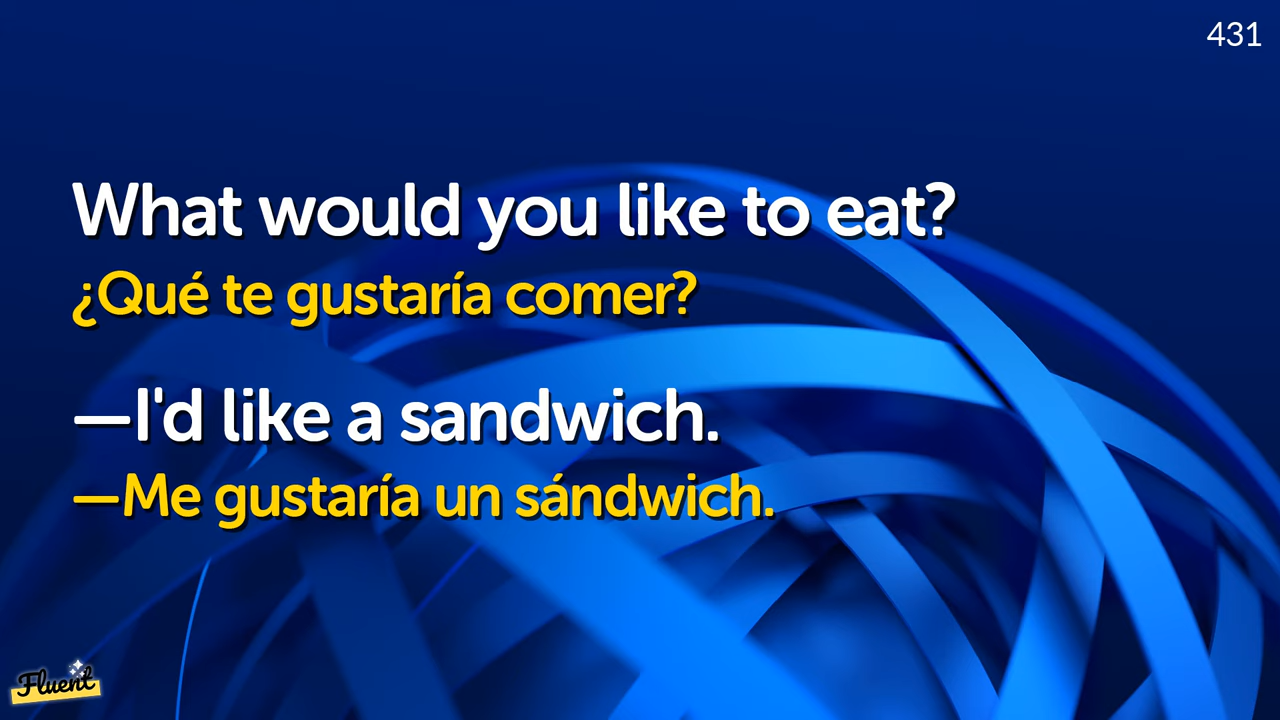 431
What would you like to eat?
¿Qué te gustaría comer?
—I'd like a sandwich.
—Me gustaría un sándwich.
Fluent